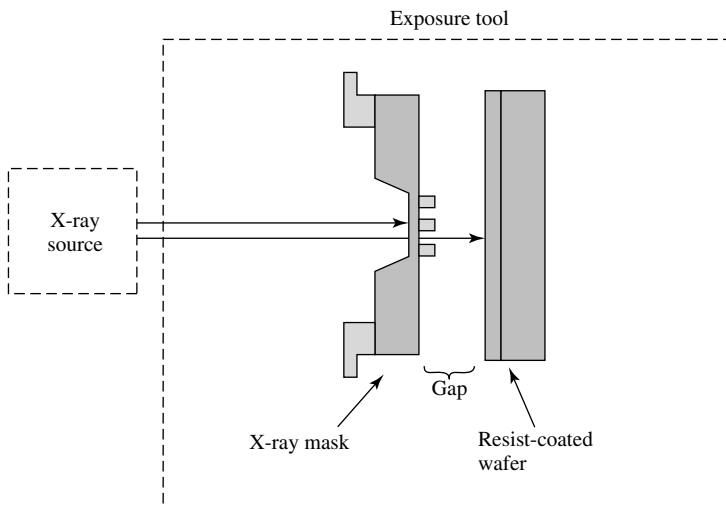 Exposure tool
X-ray
source
Gap
X-ray mask
Resist-coated
wafer